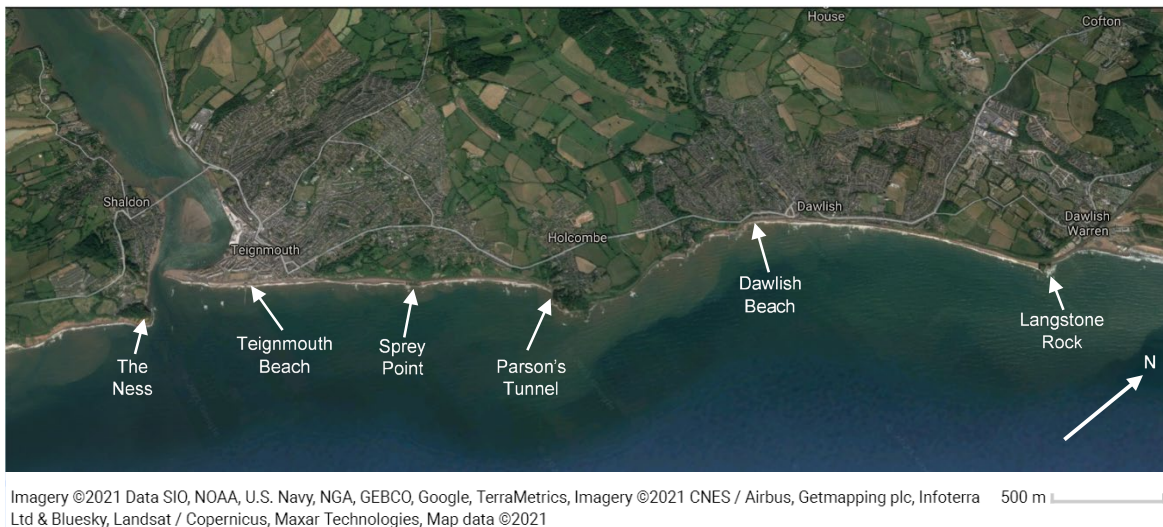 House
Cofton
Shaldon
Teignmouth
Holcombe
Dawlish
Dawlish
Warren
The
Ness
Teignmouth
Beach
Sprey
Point
Parson's
Tunnel
Dawlish
Beach
Langstone
Rock
N
Imagery ©2021 Data SIO, NOAA, U.S. Navy, NGA, GEBCO, Google, TerraMetrics, Imagery ©2021 CNES / Airbus, Getmapping plc, Infoterra
Ltd & Bluesky, Landsat / Copernicus, Maxar Technologies, Map data ©2021
500 m